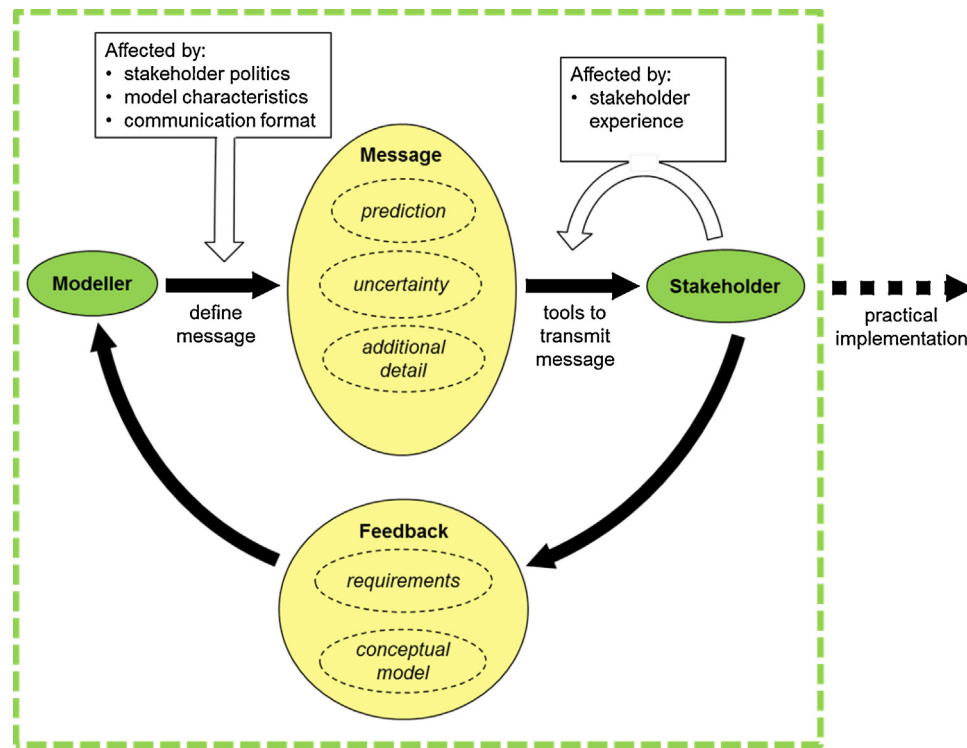 Affected by:
• stakeholder politics
• model characteristics
• communication format
Affected by:
• stakeholder
experience
Message
prediction
uncertainty
additional
detail
Modeller
define
message
tools to
transmit
message
Stakeholder
practical
implementation
Feedback
requirements
conceptual
model